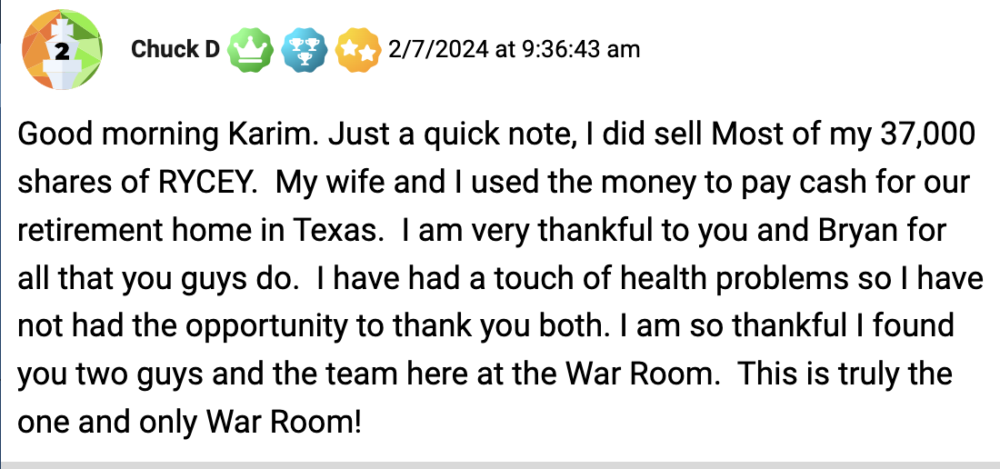 2
Chuck D 2/7/2024 at 9:36:43 am
Good morning Karim. Just a quick note, I did sell Most of my 37,000
shares of RYCEY.  My wife and I used the money to pay cash for our
retirement home in Texas.  I am very thankful to you and Bryan for
all that you guys do.  I have had a touch of health problems so I have
not had the opportunity to thank you both. I am so thankful I found
you two guys and the team here at the War Room.  This is truly the
one and only War Room!